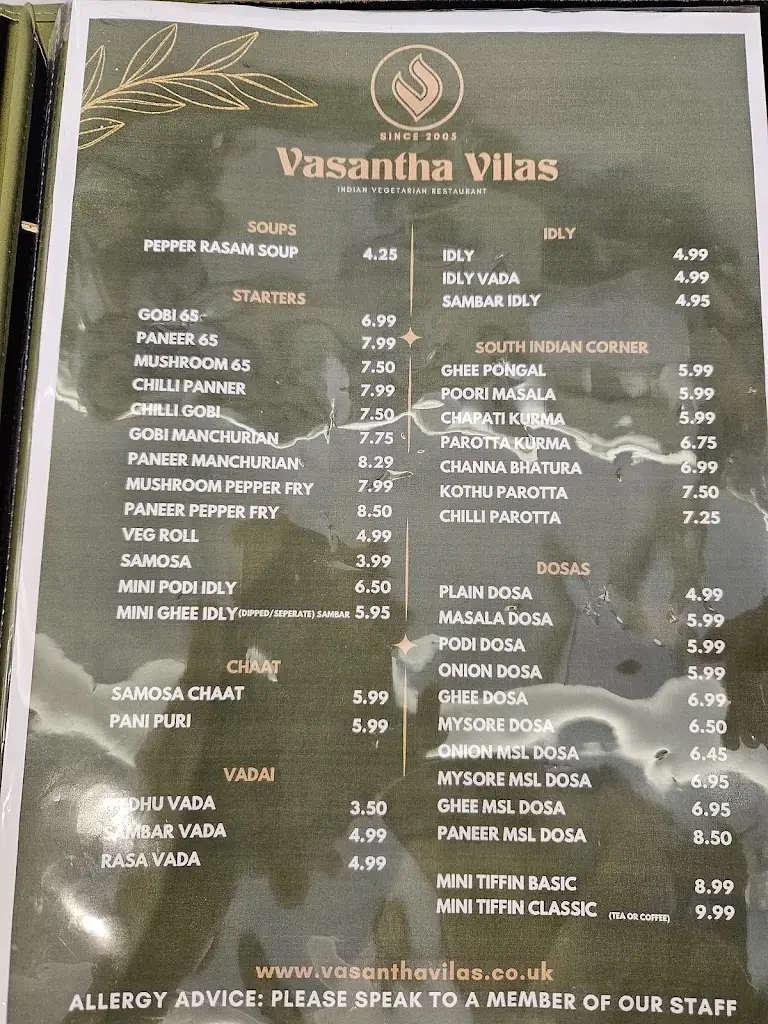 SINCE 2005
Vasantha Vilas
INDIAN VEGETARIAN RESTAURANT
SOUPS
PEPPER RASAM SOUP 4.25
STARTERS
GOBI 65 6.99
PANEER 65 7.99
MUSHROOM 65 7.50
CHILLI PANNER 7.99
CHILLI GOBI 7.50
GOBI MANCHURIAN 7.75
PANEER MANCHURIAN 8.29
MUSHROOM PEPPER FRY 7.99
PANEER PEPPER FRY 8.50
VEG ROLL 4.99
SAMOSA 3.99
MINI PODI IDLY 6.50
MINI GHEE IDLY (DIPPED/SEPERATE) SAMBAR 5.95
CHAAT
SAMOSA CHAAT 5.99
PANI PURI 5.99
VADAI
MEDHU VADA 3.50
SAMBAR VADA 4.99
RASA VADA 4.99
IDLY
IDLY 4.99
IDLY VADA 4.99
SAMBAR IDLY 4.95
SOUTH INDIAN CORNER
GHEE PONGAL 5.99
POORI MASALA 5.99
CHAPATI KURMA 5.99
PAROTTA KURMA 6.75
CHANNA BHATURA 6.99
KOTHU PAROTTA 7.50
CHILLI PAROTTA 7.25
DOSAS
PLAIN DOSA 4.99
MASALA DOSA 5.99
PODI DOSA 5.99
ONION DOSA 5.99
GHEE DOSA 6.99
MYSORE DOSA 6.50
ONION MSL DOSA 6.45
MYSORE MSL DOSA 6.95
GHEE MSL DOSA 6.95
PANEER MSL DOSA 8.50
MINI TIFFIN BASIC 8.99
MINI TIFFIN CLASSIC (TEA OR COFFEE) 9.99
www.vasanthavilas.co.uk
ALLERGY ADVICE: PLEASE SPEAK TO A MEMBER OF OUR STAFF